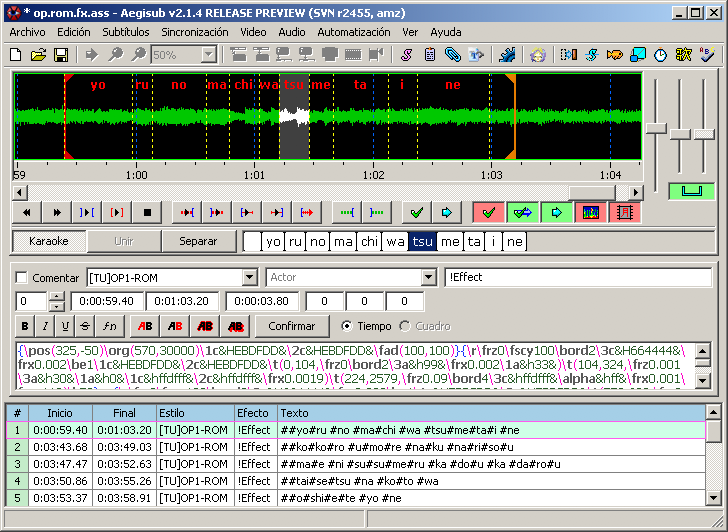 * op.rom.fx.ass - Aegisub v2.1.4 RELEASE PREVIEW (SVN r2455, amz)
Archivo Edición Subtítulos Sincronización Video Audio Automatización Ver Ayuda
50%
yo ru no ma chi wa tsu me ta i ne
:59 1:00 1:01 1:02 1:03 1:04
Karaoke Unir Separar yo ru no ma chi wa tsu me ta i ne
Comentar [TU]OP1-ROM Actor !Effect
0 0:00:59.40 0:01:03.20 0:00:03.80 0 0 0
B I U S fn AB AB AB AB Confirmar Tiempo Cuadro
{\pos(325,-50)\org(570,30000)\1c&HEBDFDD&\2c&HEBDFDD&\fad(100,100)}{\r\frz0\fscy100\bord2\3c&H664444&\
frx0.002\be1\1c&HEBDFDD&\2c&HEBDFDD&\t(0,104,\frz0\bord2\3a&h99&\frx0.002\1a&h33&)\t(104,324,\frz0.001
\3a&h30&\1a&h0&\1c&hffdfff&\2c&hffdfff&\frx0.0019)\t(224,2579,\frz0.09\bord4\3c&hffdfff&\alpha&hff&\frx
# Inicio Final Estilo Efecto Texto
1 0:00:59.40 0:01:03.20 [TU]OP1-ROM !Effect ##yo#ru #no #ma#chi #wa #tsu#me#ta#i #ne
2 0:03:43.68 0:03:49.03 [TU]OP1-ROM !Effect ##ko#ko#ro #u#mo#re #na#ku #na#ri#so#u
3 0:03:47.47 0:03:52.63 [TU]OP1-ROM !Effect ##ma#e #ni #su#su#me#ru #ka #do#u #ka #da#ro#u
4 0:03:50.86 0:03:55.26 [TU]OP1-ROM !Effect ##tai#se#tsu #na #ko#to #wa
5 0:03:53.37 0:03:58.91 [TU]OP1-ROM !Effect ##o#shi#e#te #yo #ne